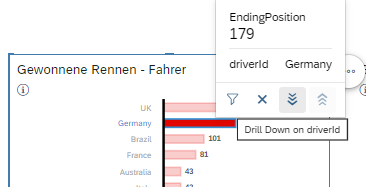 EndingPosition
179
driverId Germany
Gewonnene Rennen - Fahrer
UK
Germany
Drill Down on driverId
Brazil 101
France 81
Australia 43
43